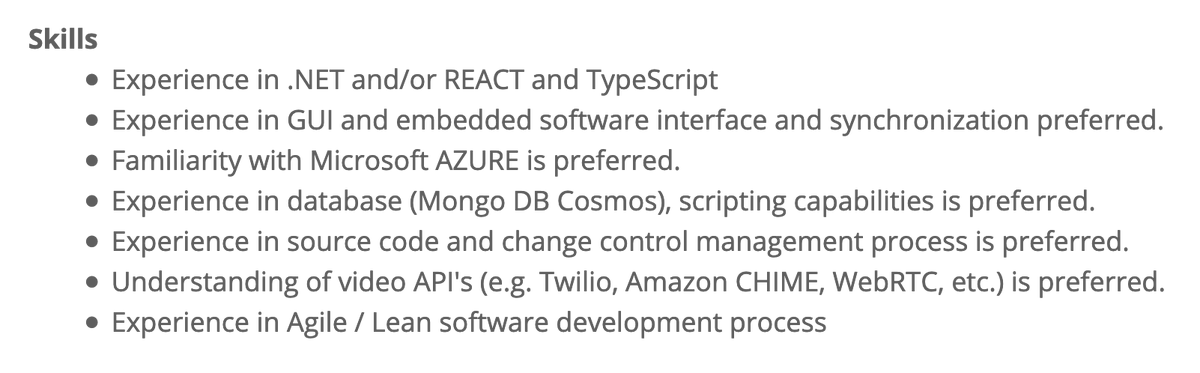 Skills
• Experience in .NET and/or REACT and TypeScript
• Experience in GUI and embedded software interface and synchronization preferred.
• Familiarity with Microsoft AZURE is preferred.
• Experience in database (Mongo DB Cosmos), scripting capabilities is preferred.
• Experience in source code and change control management process is preferred.
• Understanding of video API's (e.g. Twilio, Amazon CHIME, WebRTC, etc.) is preferred.
• Experience in Agile / Lean software development process